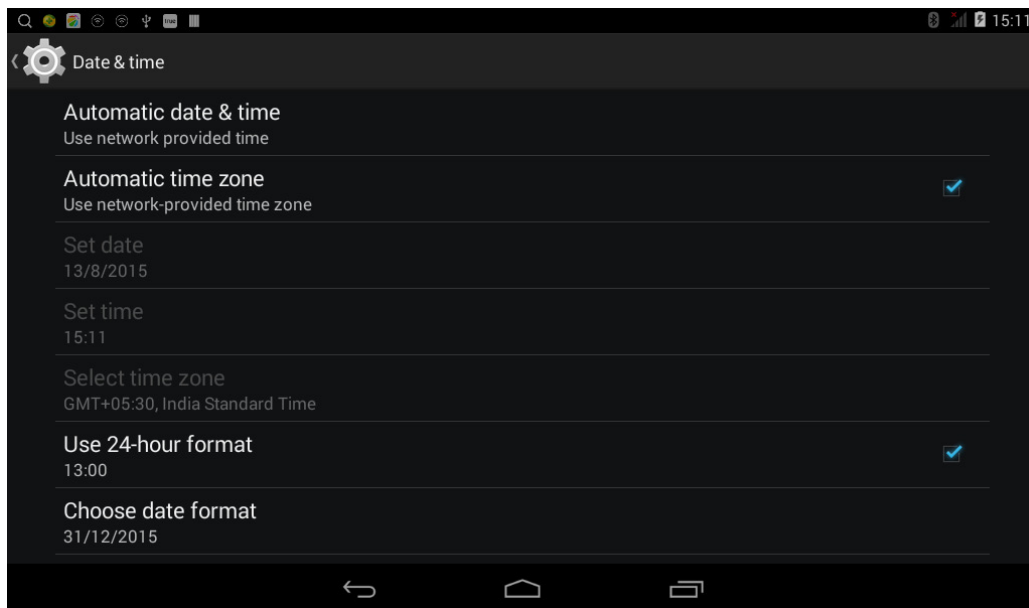 true
15:11
Date & time
Automatic date & time
Use network provided time
Automatic time zone
Use network-provided time zone
Set date
13/8/2015
Set time
15:11
Select time zone
GMT+05:30, India Standard Time
Use 24-hour format
13:00
Choose date format
31/12/2015